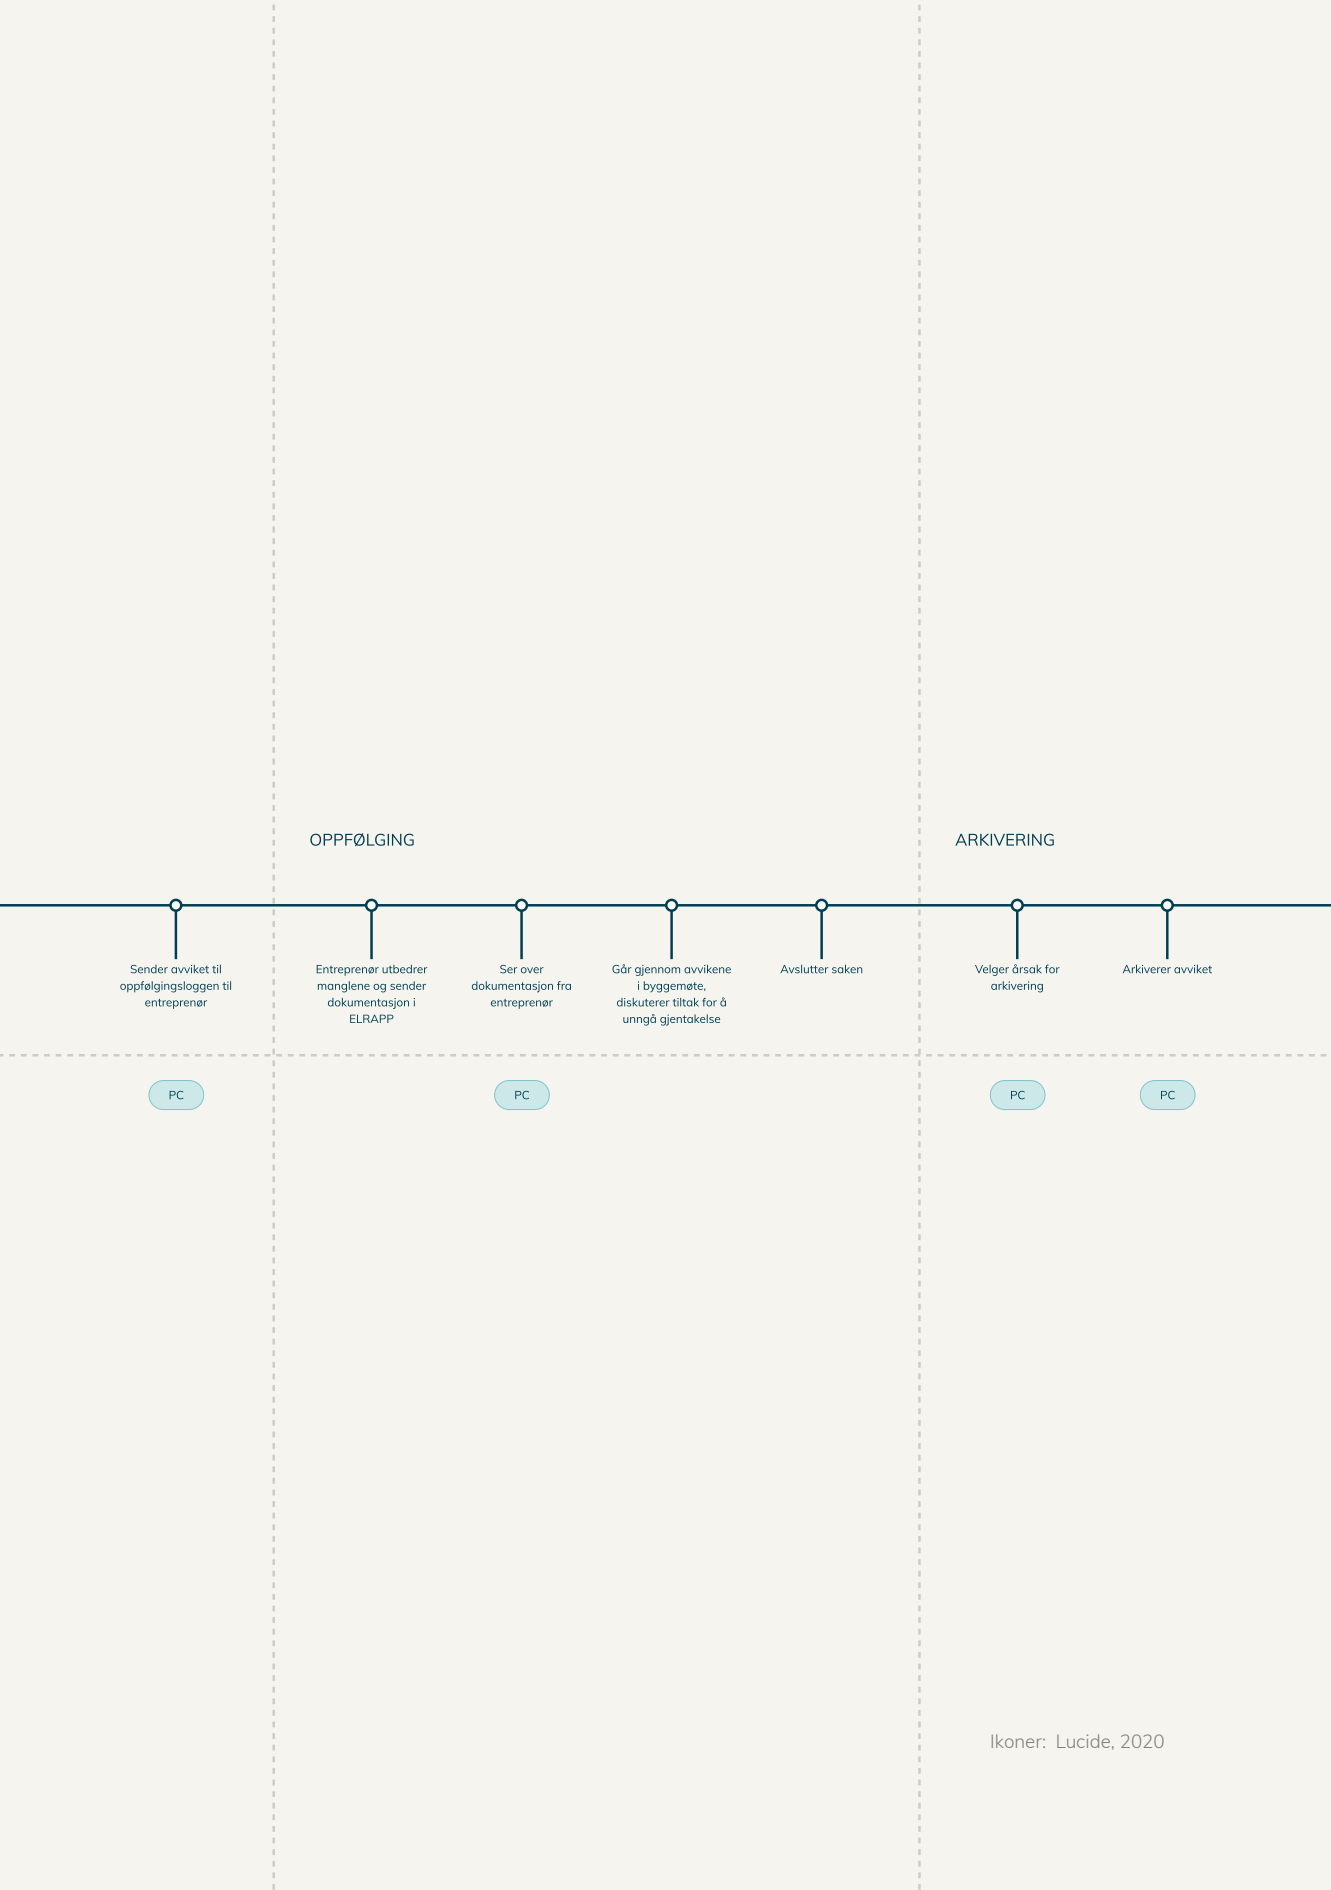 OPPFØLGING
ARKIVERING
Sender avviket til
oppfølgingsloggen til
entreprenør
Entreprenør utbedrer
manglene og sender
dokumentasjon i
ELRAPP
Ser over
dokumentasjon fra
entreprenør
Går gjennom avvikene
i byggemøte,
diskuterer tiltak for å
unngå gjentakelse
Avslutter saken
Velger årsak for
arkivering
Arkiverer avviket
PC
PC
PC
PC
Ikoner:  Lucide, 2020